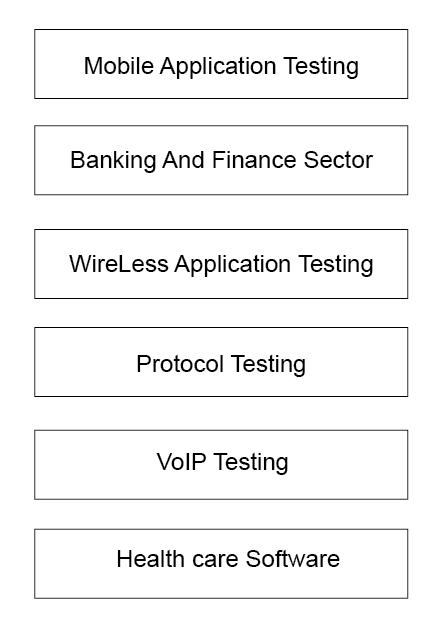 Mobile Application Testing
Banking And Finance Sector
WireLess Application Testing
Protocol Testing
VoIP Testing
Health care Software